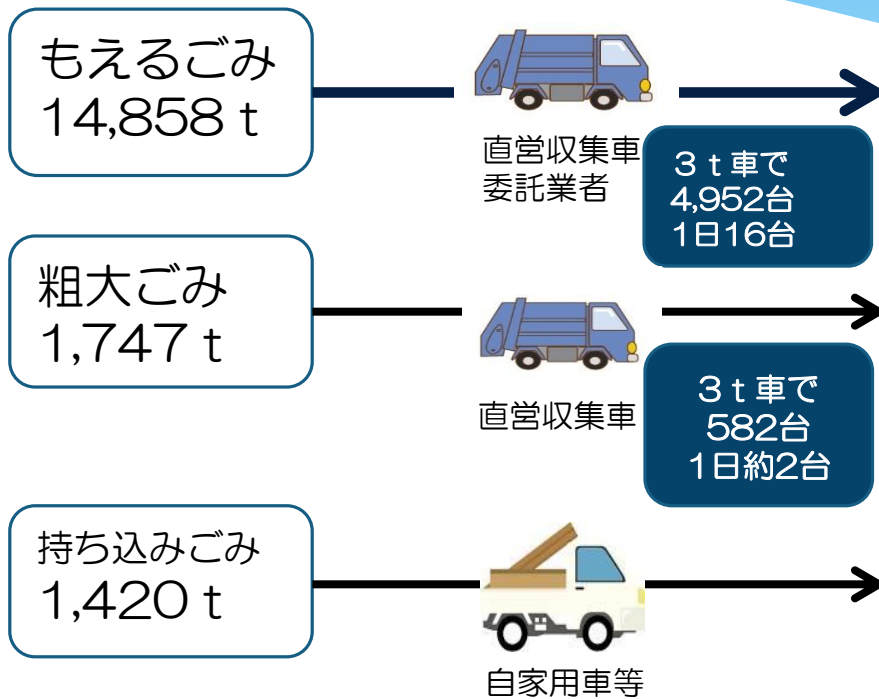 もえるごみ
14,858ｔ
直営収集車
委託業者
３ｔ車で
4,952台
１日16台
粗大ごみ
1,747ｔ
直営収集車
３ｔ車で
582台
１日約2台
持ち込みごみ
1,420ｔ
自家用車等